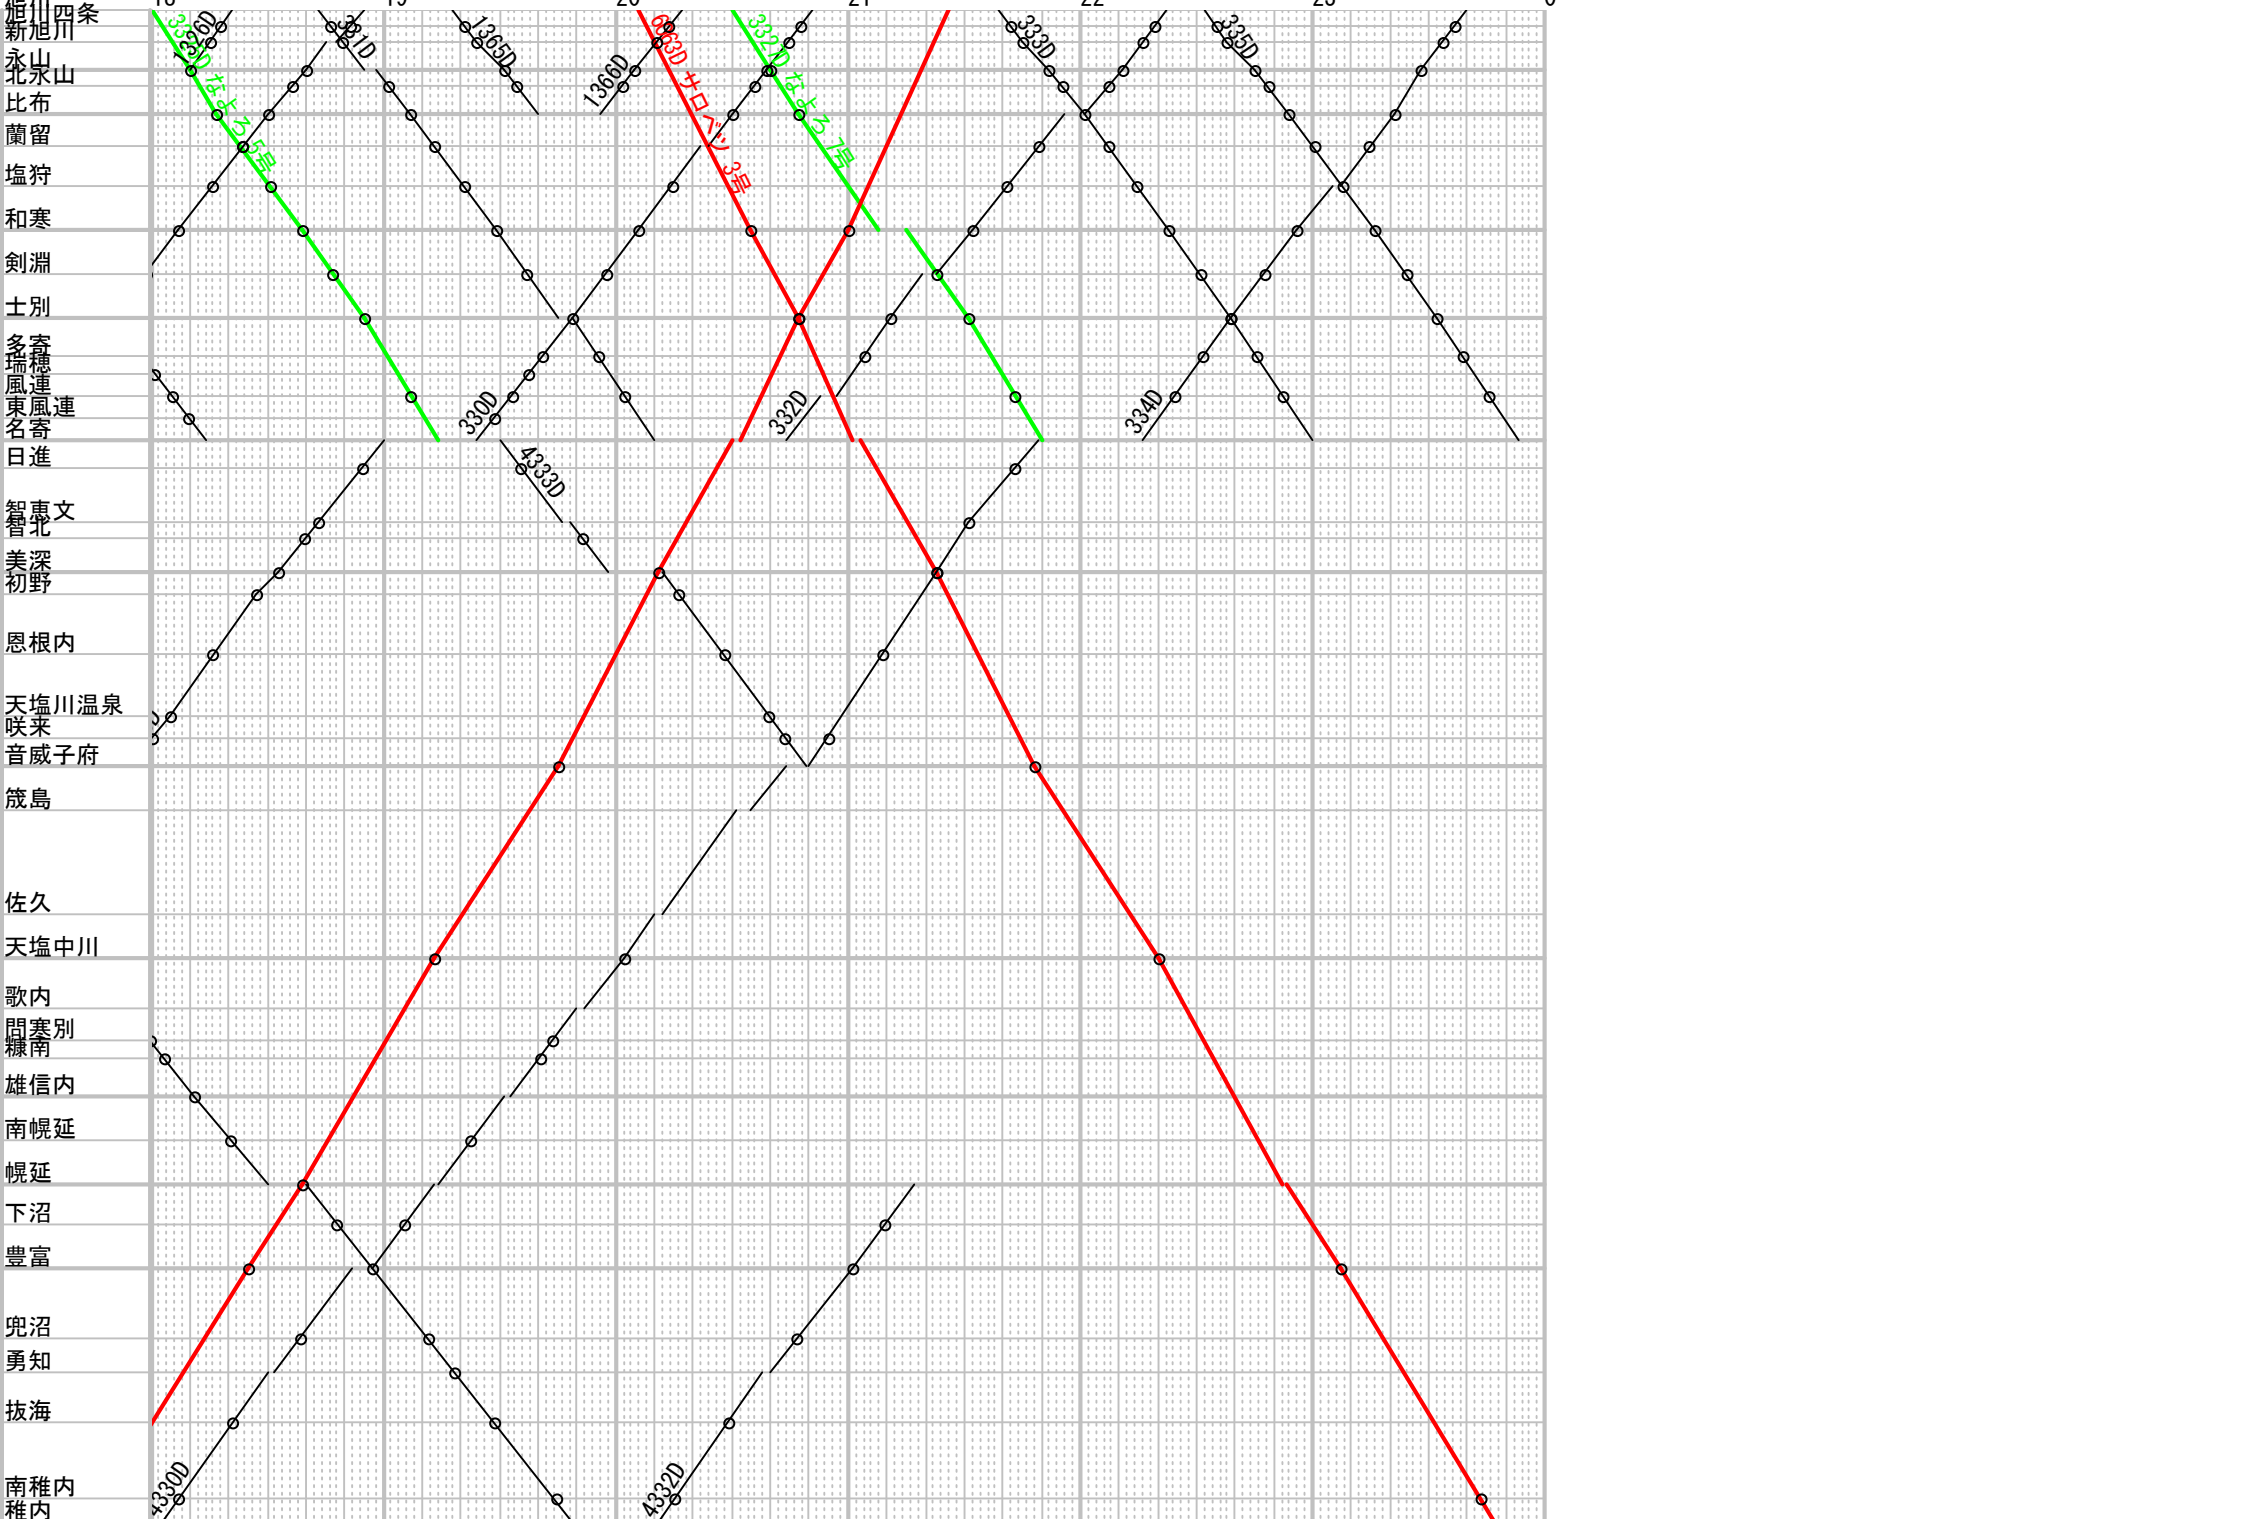 18 19 20 21 22 23 0
旭川四条
新旭川
永山
北永山
比布
蘭留
塩狩
和寒
剣淵
士別
多寄
瑞穂
風連
東風連
名寄
日進
智恵文
智北
美深
初野
恩根内
天塩川温泉
咲来
音威子府
筬島
佐久
天塩中川
歌内
問寒別
糠南
雄信内
南幌延
幌延
下沼
豊富
兜沼
勇知
抜海
南稚内
稚内
1326D
なよろ 5号
331D
1365D
1366D
6663D サロベツ 3号
3327D なよろ 7号
333D
335D
330D
332D
334D
4333D
4330D
4332D